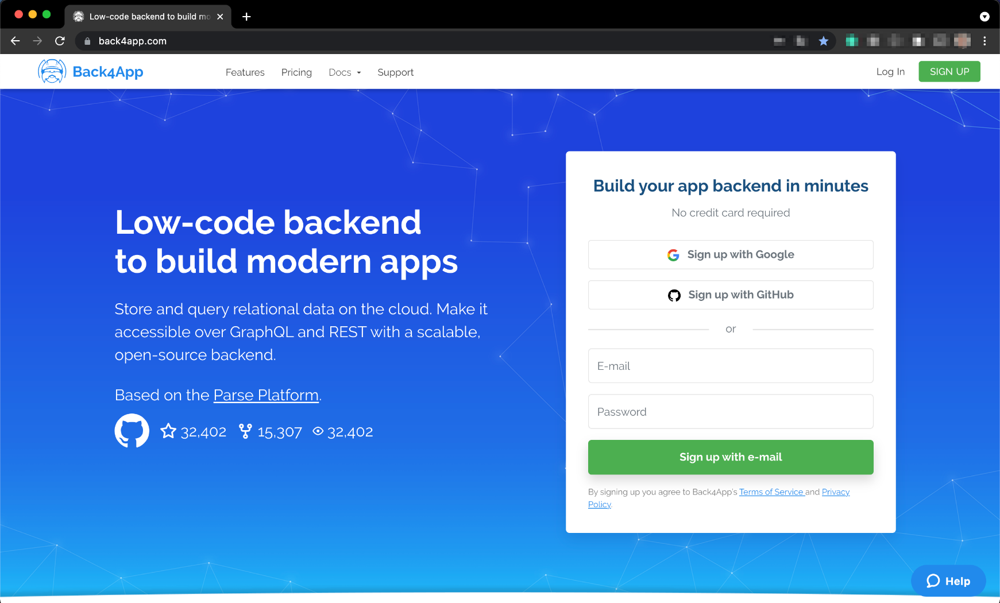 Low-code backend to build mo
back4app.com
Back4App
Features
Pricing
Docs
Support
Log In
SIGN UP
Low-code backend
to build modern apps
Store and query relational data on the cloud. Make it
accessible over GraphQL and REST with a scalable,
open-source backend.
Based on the Parse Platform.
32,402
15,307
32,402
Build your app backend in minutes
No credit card required
Sign up with Google
Sign up with GitHub
or
E-mail
Password
Sign up with e-mail
By signing up you agree to Back4App's Terms of Service and Privacy
Policy.
Help